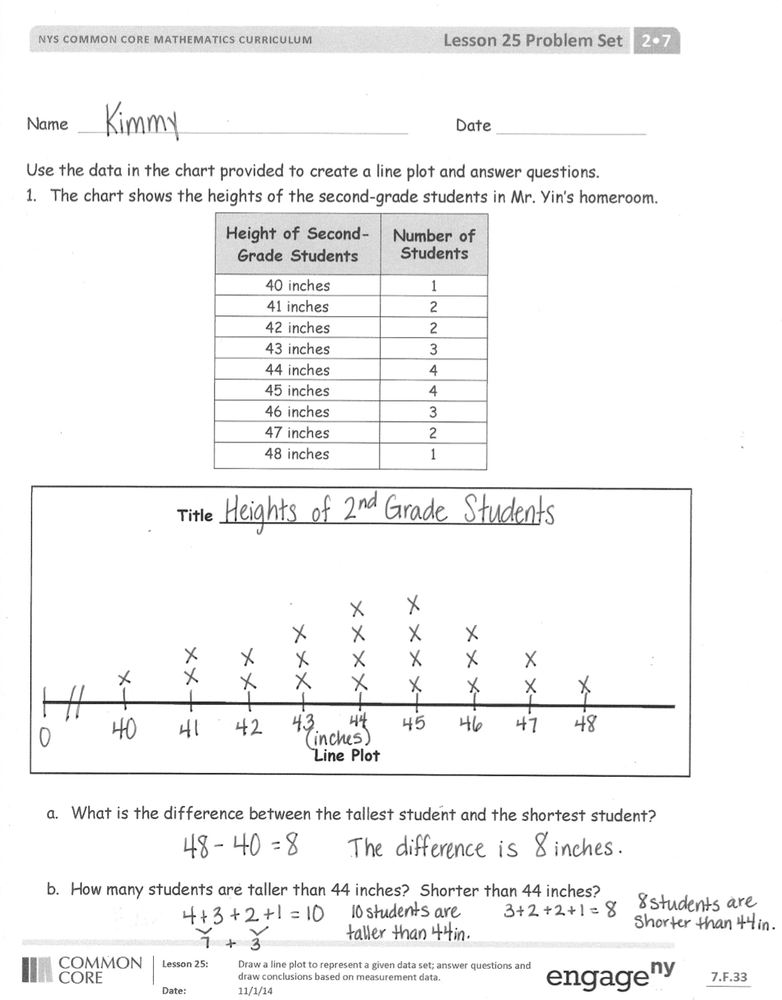 NYS COMMON CORE MATHEMATICS CURRICULUM Lesson 25 Problem Set 2•7
Name Kimmy Date
Use the data in the chart provided to create a line plot and answer questions.
1. The chart shows the heights of the second-grade students in Mr. Yin's homeroom.
Height of Second- Number of
Grade Students Students
40 inches 1
41 inches 2
42 inches 2
43 inches 3
44 inches 4
45 inches 4
46 inches 3
47 inches 2
48 inches 1
Title Heights of 2nd Grade Students
X X
X X X X
X X X X X X X
X X X X X X X X X
0 // 40 41 42 43 44 45 46 47 48
(inches)
Line Plot
a. What is the difference between the tallest student and the shortest student?
48 - 40 = 8 The difference is 8 inches.
b. How many students are taller than 44 inches? Shorter than 44 inches?
4+3+2+1 = 10 10 students are 3+2+2+1 = 8 8 students are
7 + 3 taller than 44in. shorter than 44in.
COMMON Lesson 25: Draw a line plot to represent a given data set; answer questions and
CORE draw conclusions based on measurement data.
Date: 11/1/14
engageny 7.F.33